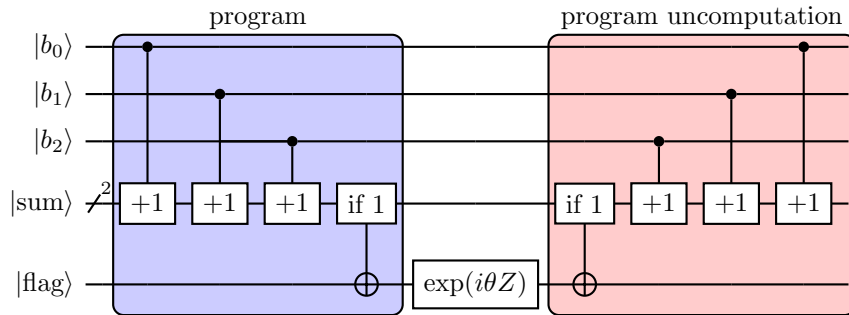 program program uncomputation
|b₀⟩
|b₁⟩
|b₂⟩
|sum⟩ 2 +1 +1 +1 if 1 if 1 +1 +1 +1
|flag⟩ exp(iθZ)